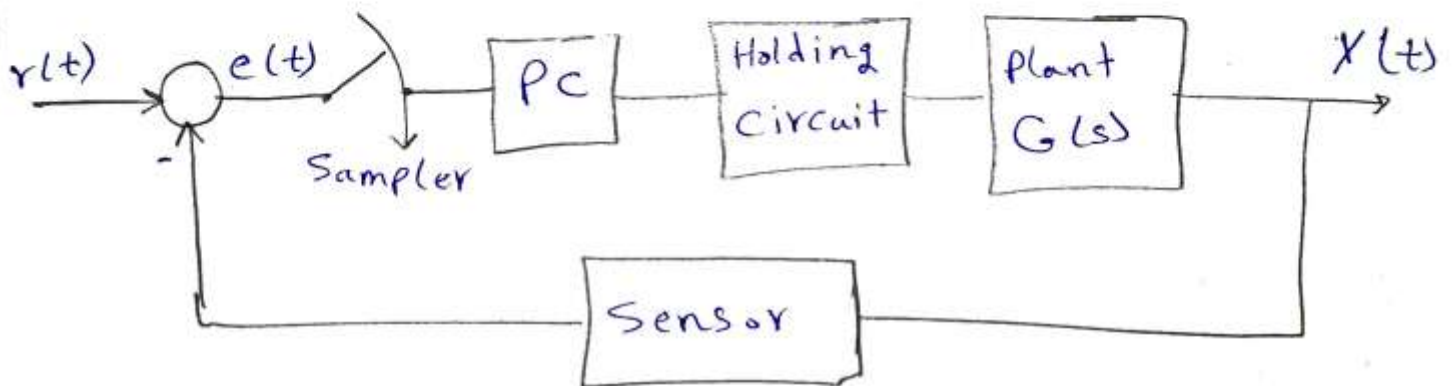 r(t)
e(t)
Sampler
PC
Holding
Circuit
Plant
G(s)
X(t)
-
Sensor